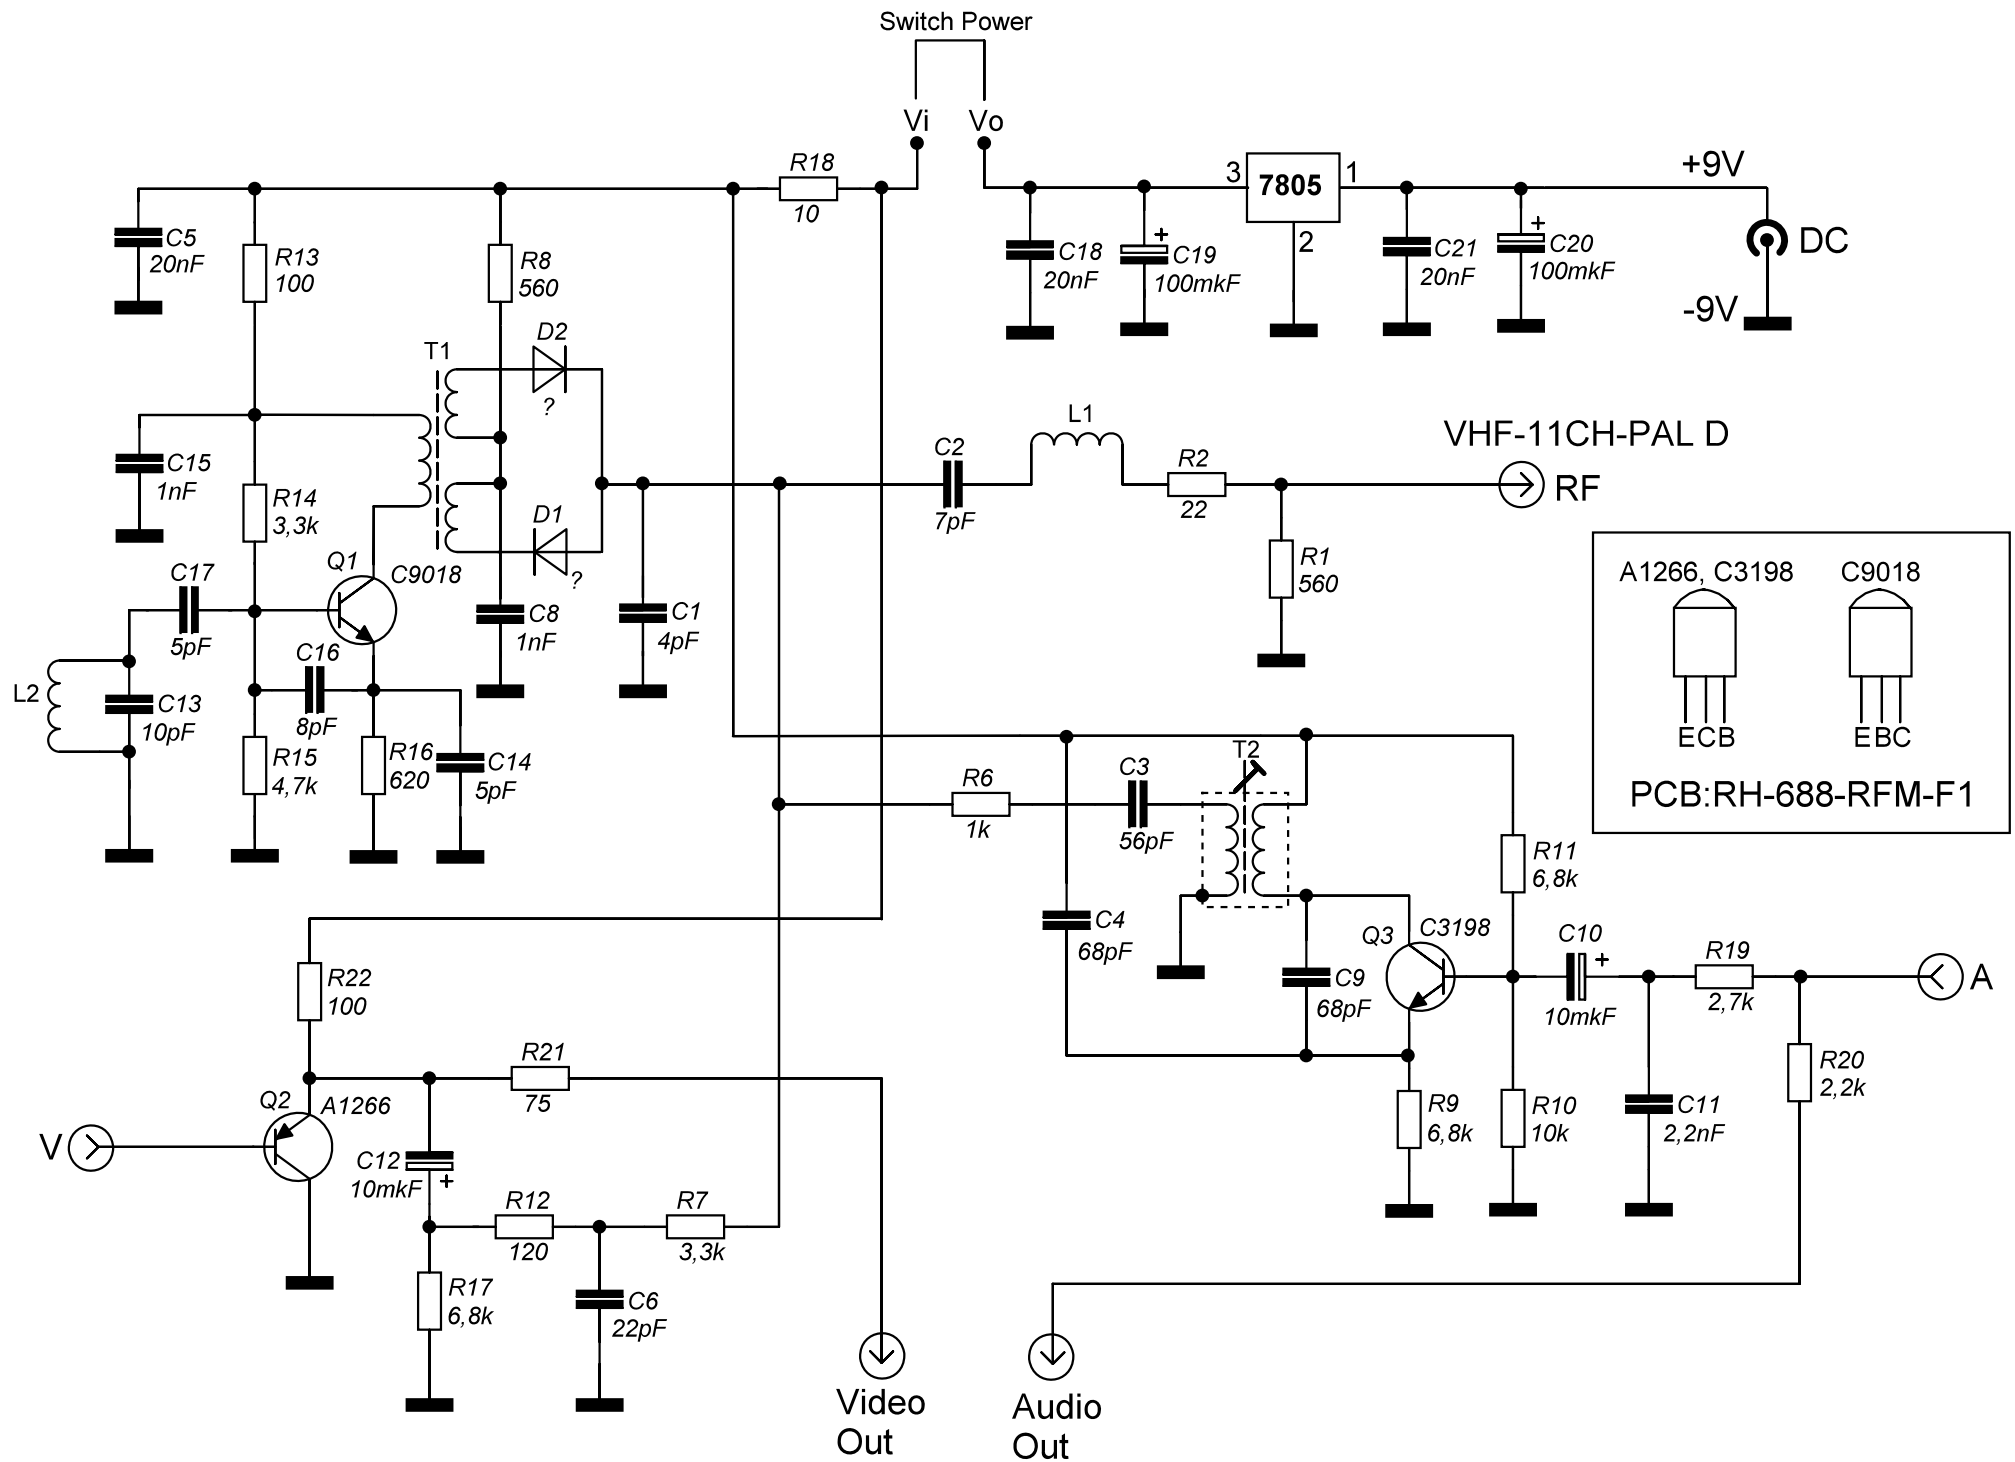 Switch Power
Vi
Vo
R18
10
3
7805
1
2
+9V
-9V
DC
C5
20nF
R13
100
R8
560
C18
20nF
C19
+
100mkF
C21
20nF
C20
+
100mkF
T1
D2
?
D1
?
C15
1nF
R14
3,3k
Q1
C9018
C17
5pF
C16
8pF
L2
C13
10pF
R15
4,7k
R16
620
C14
5pF
C8
1nF
C1
4pF
C2
7pF
L1
R2
22
R1
560
VHF-11CH-PAL D
RF
A1266, C3198
C9018
ECB
EBC
PCB:RH-688-RFM-F1
R6
1k
C3
56pF
T2
C4
68pF
C9
68pF
Q3
C3198
R11
6,8k
C10
+
10mkF
R19
2,7k
A
R9
6,8k
R10
10k
C11
2,2nF
R20
2,2k
R22
100
R21
75
Q2
A1266
V
C12
10mkF
+
R12
120
R7
3,3k
R17
6,8k
C6
22pF
Video
Out
Audio
Out